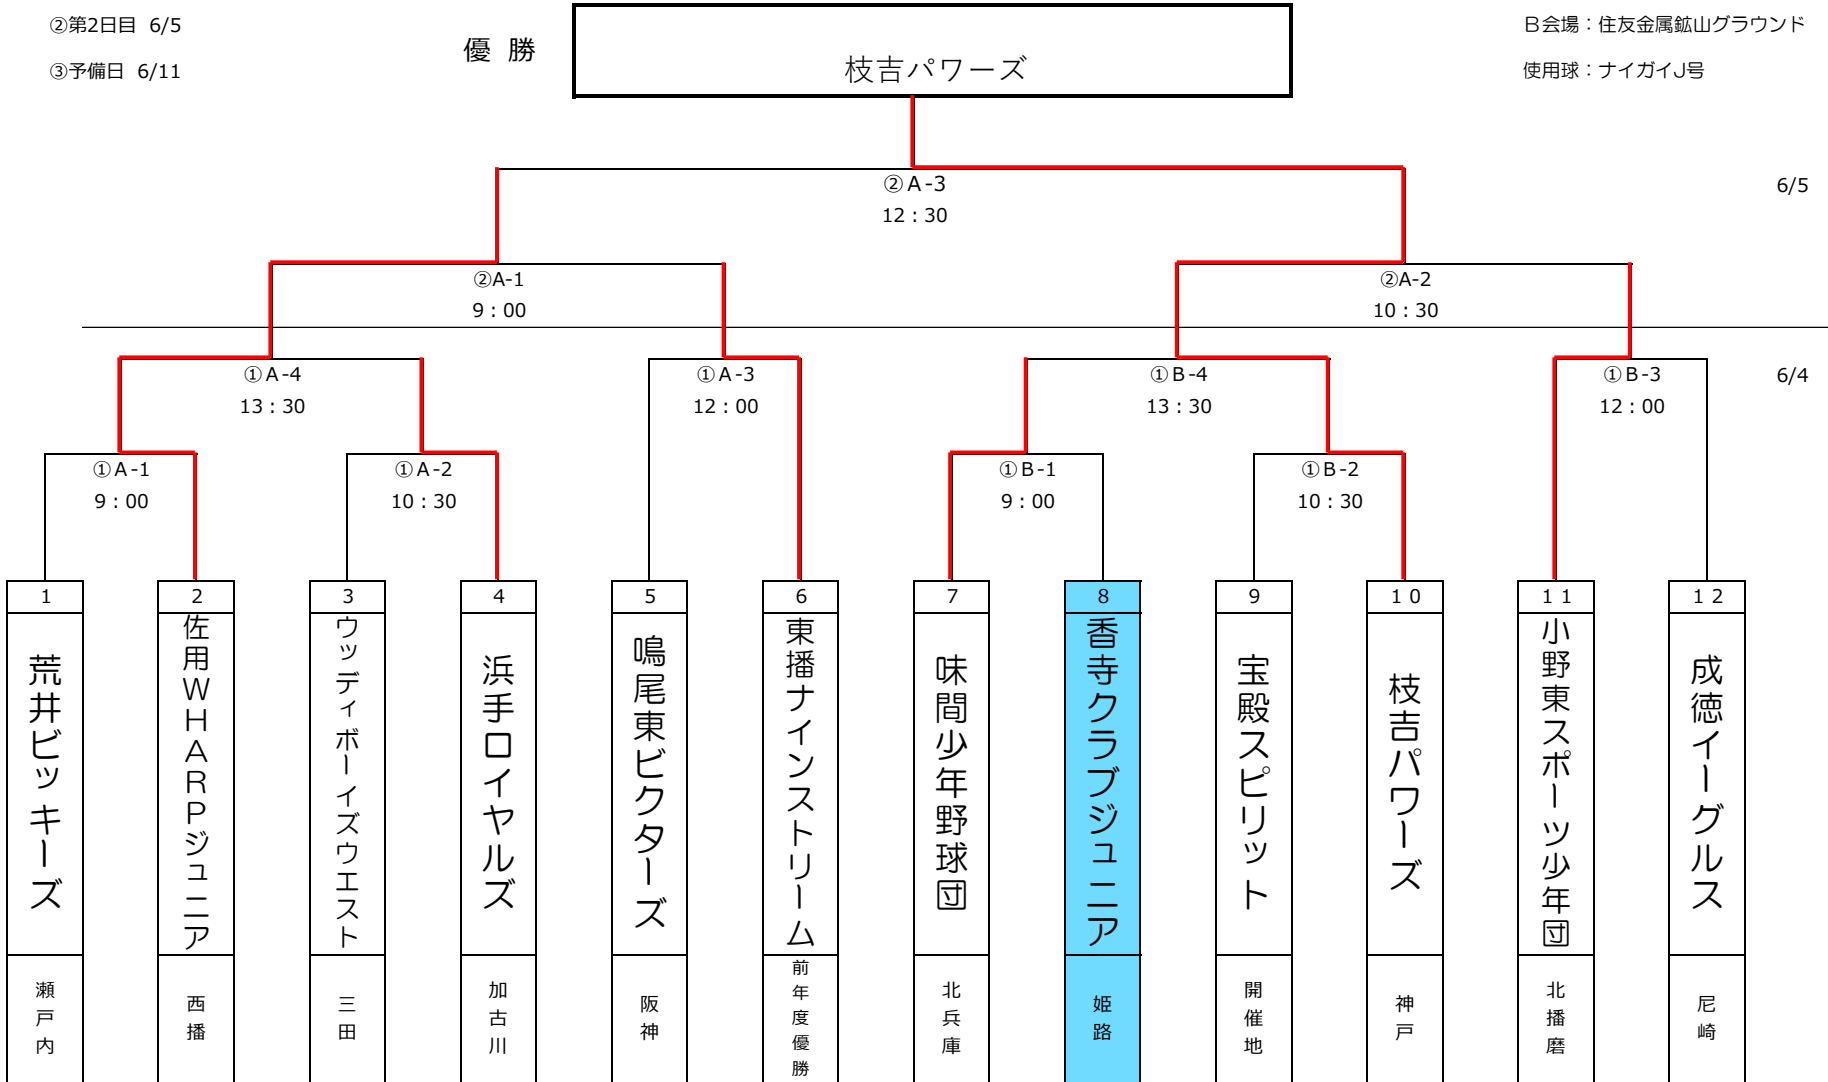 ②第2日目 6/5
B会場：住友金属鉱山グラウンド
優 勝
枝吉パワーズ
③予備日 6/11
使用球：ナイガイJ号
②A-3
6/5
12：30
②A-1
②A-2
9：00
10：30
①A-4
①A-3
①B-4
①B-3
6/4
13：30
12：00
13：30
12：00
①A-1
①A-2
①B-1
①B-2
9：00
10：30
9：00
10：30
1
2
3
4
5
6
7
8
9
10
11
12
荒井ビッキーズ
佐用WHARPジュニア
ウッディボーイズウエスト
浜手ロイヤルズ
鳴尾東ビクターズ
東播ナインストリーム
味間少年野球団
香寺クラブジュニア
宝殿スピリット
枝吉パワーズ
小野東スポーツ少年団
成徳イーグルス
瀬戸内
西播
三田
加古川
阪神
前年度優勝
北兵庫
姫路
開催地
神戸
北播磨
尼崎